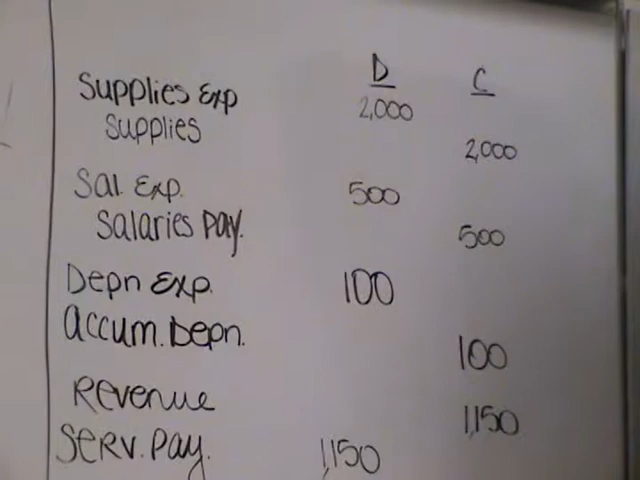 D C
Supplies Exp 2,000
Supplies 2,000
Sal. Exp. 500
Salaries Pay. 500
Depn Exp. 100
Accum. Depn. 100
Revenue 1,150
Serv. Pay. 1,150